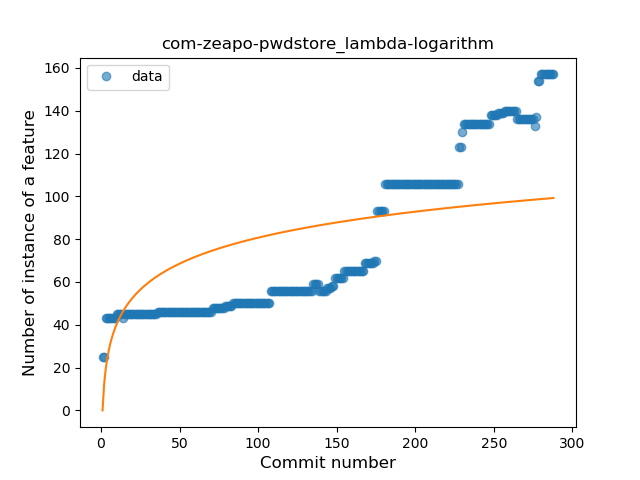 com-zeapo-pwdstore_lambda-logarithm
data
Number of instance of a feature
160
140
120
100
80
60
40
20
0
0 50 100 150 200 250 300
Commit number